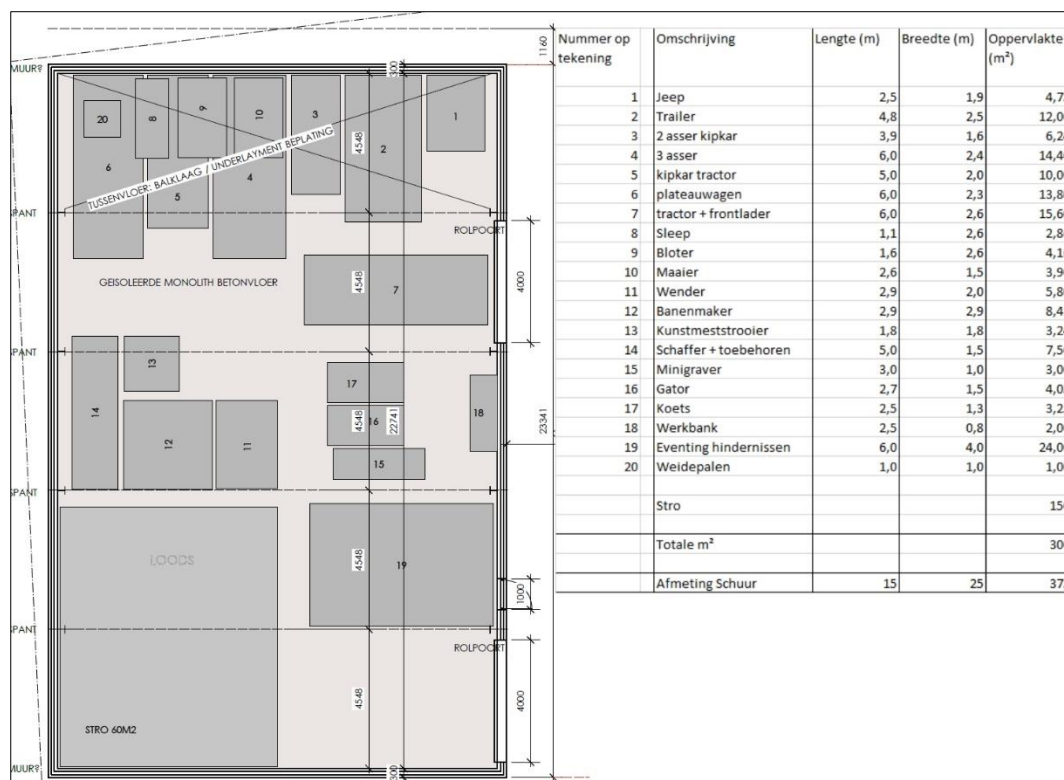 Nummer op tekening Omschrijving Lengte (m) Breedte (m) Oppervlakte (m²)
1 Jeep 2,5 1,9 4,7
2 Trailer 4,8 2,5 12,0
3 2 asser kipkar 3,9 1,6 6,2
4 3 asser 6,0 2,4 14,4
5 kipkar tractor 5,0 2,0 10,0
6 plateauwagen 6,0 2,3 13,8
7 tractor + frontlader 6,0 2,6 15,6
8 Sleep 1,1 2,6 2,8
9 Bloter 1,6 2,6 4,1
10 Maaier 2,6 1,5 3,9
11 Wender 2,9 2,0 5,8
12 Banenmaker 2,9 2,9 8,4
13 Kunstmeststrooier 1,8 1,8 3,2
14 Schaffer + toebehoren 5,0 1,5 7,5
15 Minigraver 3,0 1,0 3,0
16 Gator 2,7 1,5 4,0
17 Koets 2,5 1,3 3,2
18 Werkbank 2,5 0,8 2,0
19 Eventing hindernissen 6,0 4,0 24,0
20 Weidepalen 1,0 1,0 1,0
Stro 15
Totale m² 30
Afmeting Schuur 15 25 37
MUUR?
300
1160
20
8
9
10
3
2
1
6
5
4
4548
TUSSENVLOER: BALKLAAG / UNDERLAYMENT BEPLATING
SPANT
ROLPOORT
GEISOLEERDE MONOLITH BETONVLOER
4548
7
4000
SPANT
13
14
12
11
17
16
15
18
4548
22741
23341
SPANT
LOODS
4548
19
1000
SPANT
ROLPOORT
4548
4000
STRO 60M2
MUUR?
300